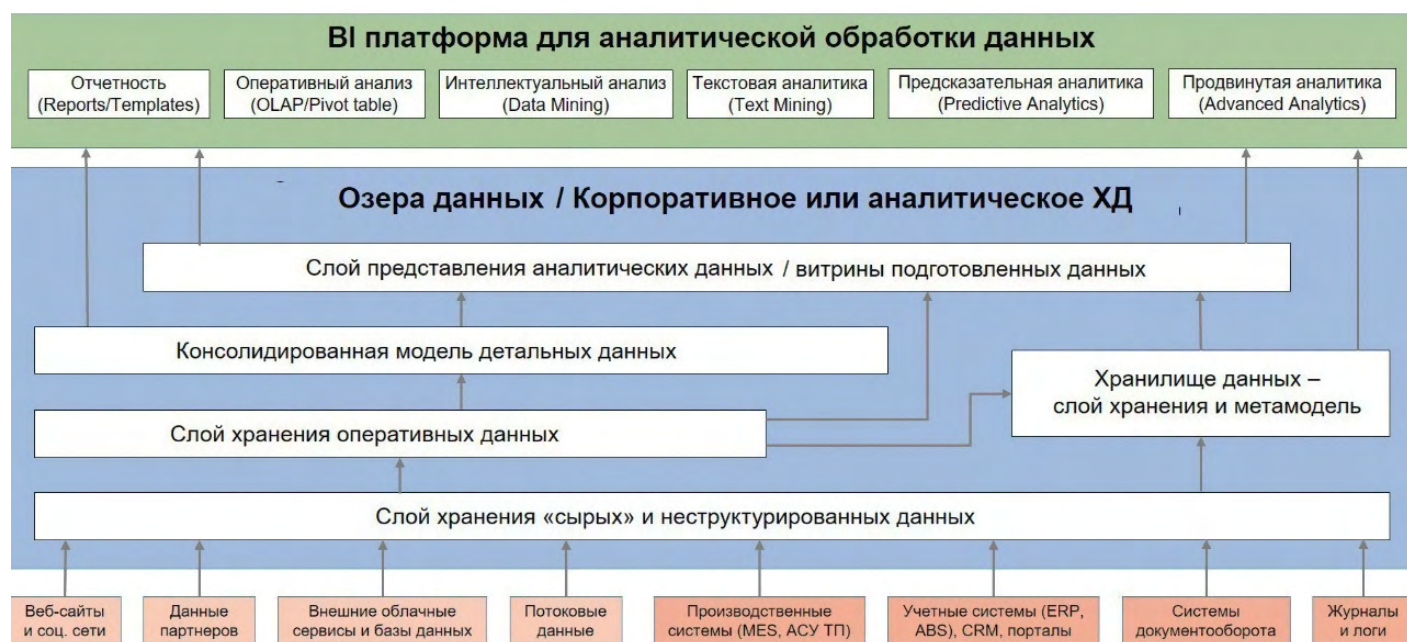 BI платформа для аналитической обработки данных
Отчетность
(Reports/Templates)
Оперативный анализ
(OLAP/Pivot table)
Интеллектуальный анализ
(Data Mining)
Текстовая аналитика
(Text Mining)
Предсказательная аналитика
(Predictive Analytics)
Продвинутая аналитика
(Advanced Analytics)
Озера данных / Корпоративное или аналитическое ХД
Слой представления аналитических данных / витрины подготовленных данных
Консолидированная модель детальных данных
Хранилище данных –
слой хранения и метамодель
Слой хранения оперативных данных
Слой хранения «сырых» и неструктурированных данных
Веб-сайты
и соц. сети
Данные
партнеров
Внешние облачные
сервисы и базы данных
Потоковые
данные
Производственные
системы (MES, АСУ ТП)
Учетные системы (ERP,
ABS), CRM, порталы
Системы
документооборота
Журналы
и логи